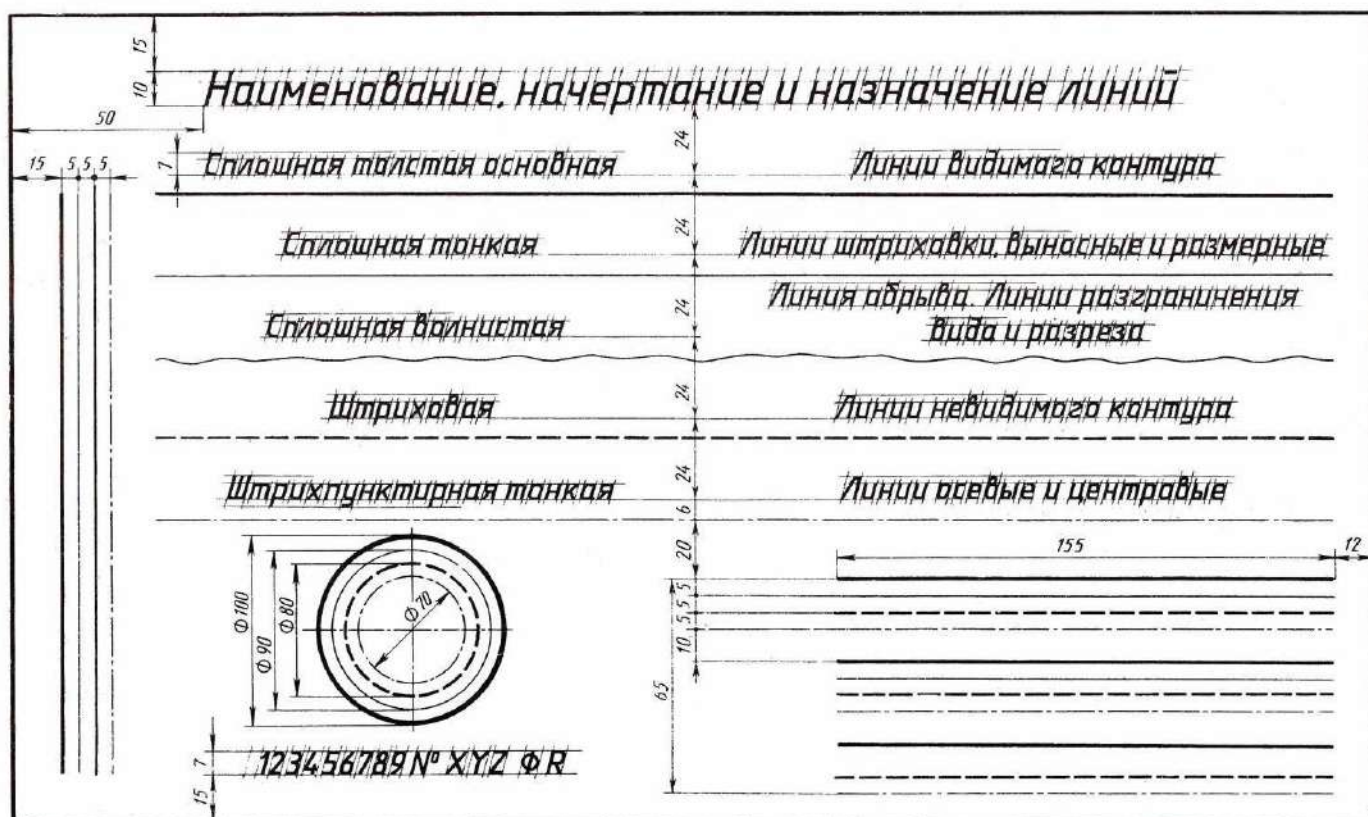 15
10
Наименование, начертание и назначение линий
50
24
15 5 5 5
7
Сплошная толстая основная
Линии видимого контура
24
Сплошная тонкая
Линии штриховки, выносные и размерные
24
Линия обрыва. Линии разграничения
вида и разреза
Сплошная волнистая
24
Штриховая
Линии невидимого контура
24
Штрихпунктирная тонкая
Линии осевые и центровые
6
20
155
12
Ф100
Ф90
Ф80
Ф70
5
5
5
10
65
7
123456789 № XYZ Ф R
15